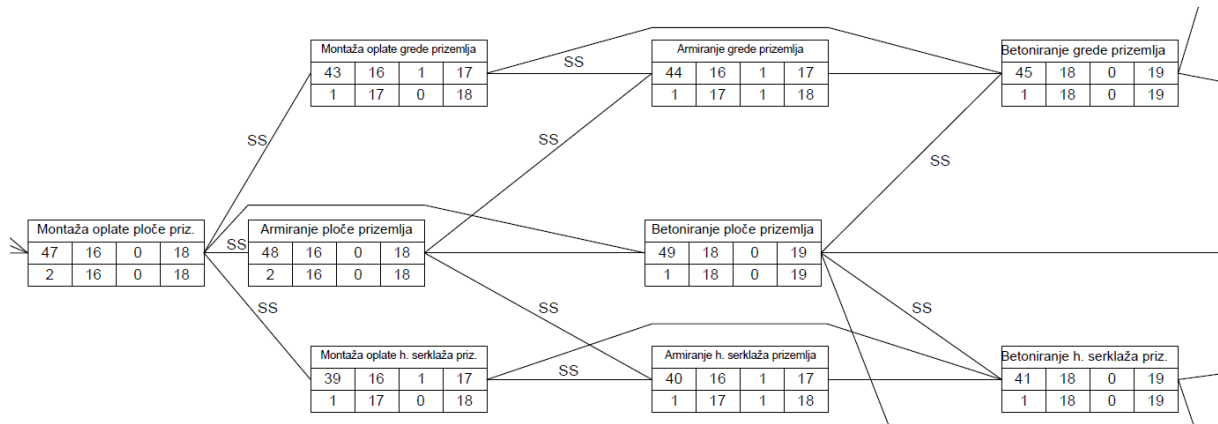 Montaža oplate grede prizemlja
43 16 1 17
1 17 0 18
SS
Armiranje grede prizemlja
44 16 1 17
1 17 1 18
Betoniranje grede prizemlja
45 18 0 19
1 18 0 19
SS
SS
SS
Montaža oplate ploče priz.
47 16 0 18
2 16 0 18
SS
Armiranje ploče prizemlja
48 16 0 18
2 16 0 18
Betoniranje ploče prizemlja
49 18 0 19
1 18 0 19
SS
SS
SS
Montaža oplate h. serklaža priz.
39 16 1 17
1 17 0 18
SS
Armiranje h. serklaža prizemlja
40 16 1 17
1 17 1 18
Betoniranje h. serklaža priz.
41 18 0 19
1 18 0 19